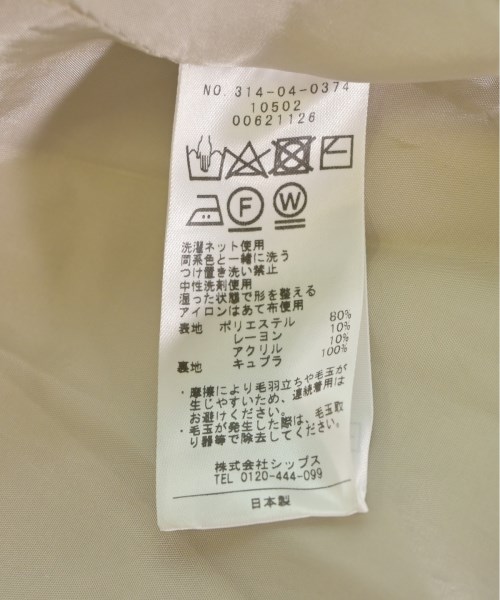 NO. 314-04-0374
10502
00621126
F W
洗濯ネット使用
同系色と一緒に洗う
つけ置き洗い禁止
中性洗剤使用
湿った状態で形を整える
アイロンはあて布使用
表地 ポリエステル 80%
レーヨン 10%
アクリル 10%
裏地 キュプラ 100%
・摩擦により毛羽立ちや毛玉が
生じやすいため、連続着用は
お避けください。
・毛玉が発生した際は、毛玉取
り器等で除去してください。
株式会社シップス
TEL 0120-444-099
日本製